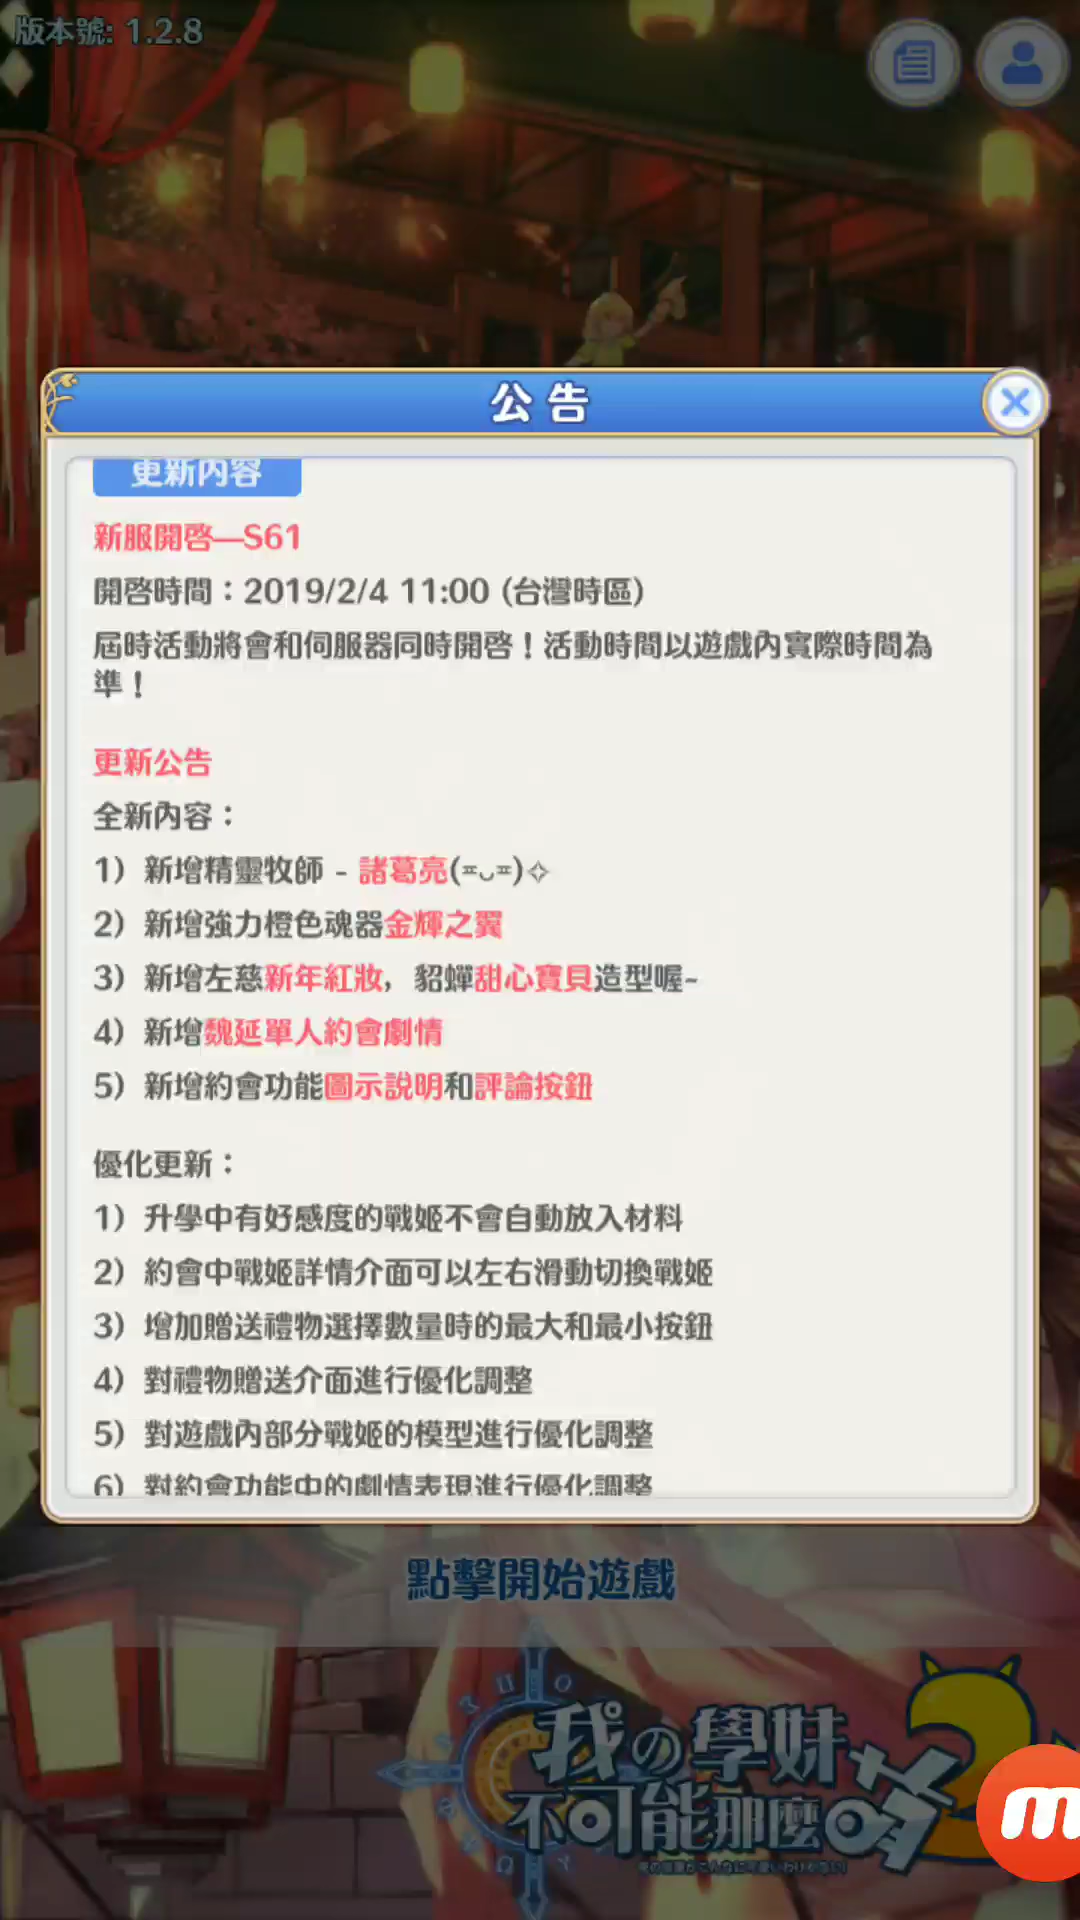 版本號: 1.2.8
公告
更新內容
新服開啓—S61
開啓時間：2019/2/4 11:00 (台灣時區)
屆時活動將會和伺服器同時開啓！活動時間以遊戲內實際時間為
準！
更新公告
全新內容：
1）新增精靈牧師 - 諸葛亮(=ᴗ=)✧
2）新增強力橙色魂器金輝之翼
3）新增左慈新年紅妝，貂蟬甜心寶貝造型喔~
4）新增魏延單人約會劇情
5）新增約會功能圖示說明和評論按鈕
優化更新：
1）升學中有好感度的戰姬不會自動放入材料
2）約會中戰姬詳情介面可以左右滑動切換戰姬
3）增加贈送禮物選擇數量時的最大和最小按鈕
4）對禮物贈送介面進行優化調整
5）對遊戲內部分戰姬的模型進行優化調整
6）對約會功能中的劇情表現進行優化調整
點擊開始遊戲
我の學妹
不可能那麼萌2